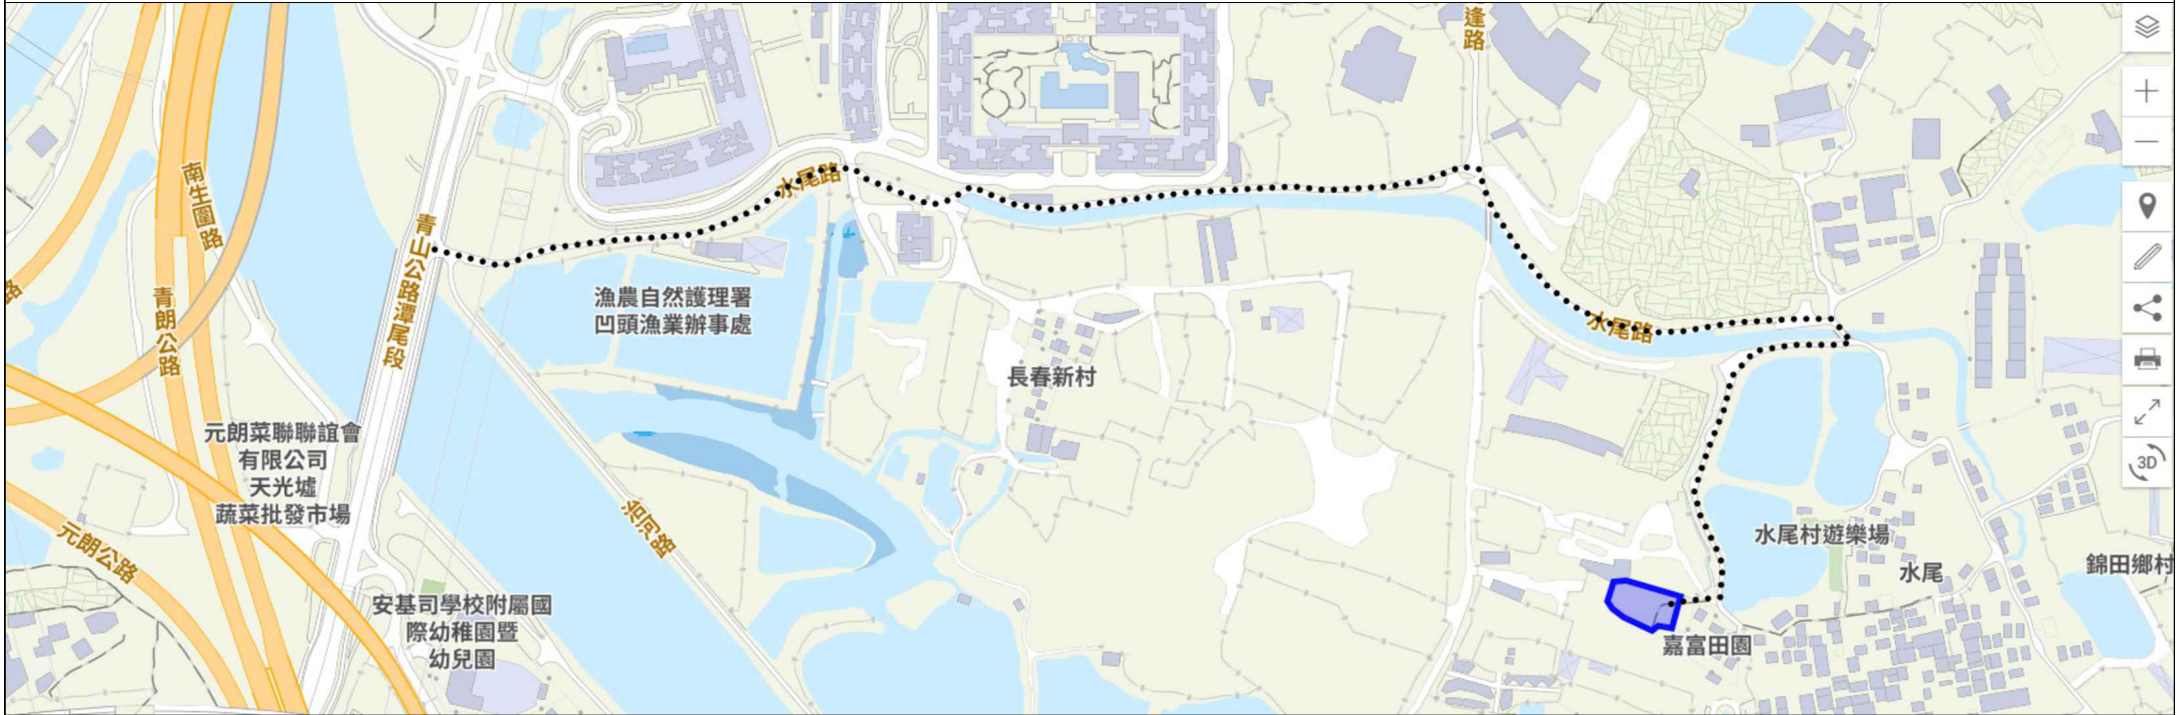 逢路
南生圍路
水尾路
青山公路潭尾段
路
青朗公路
漁農自然護理署
凹頭漁業辦事處
水尾路
長春新村
元朗菜聯聯誼會
有限公司
天光墟
蔬菜批發市場
3D
沿河路
元朗公路
水尾村遊樂場
水尾
錦田鄉村
安基司學校附屬國
際幼稚園暨
幼兒園
嘉富田園